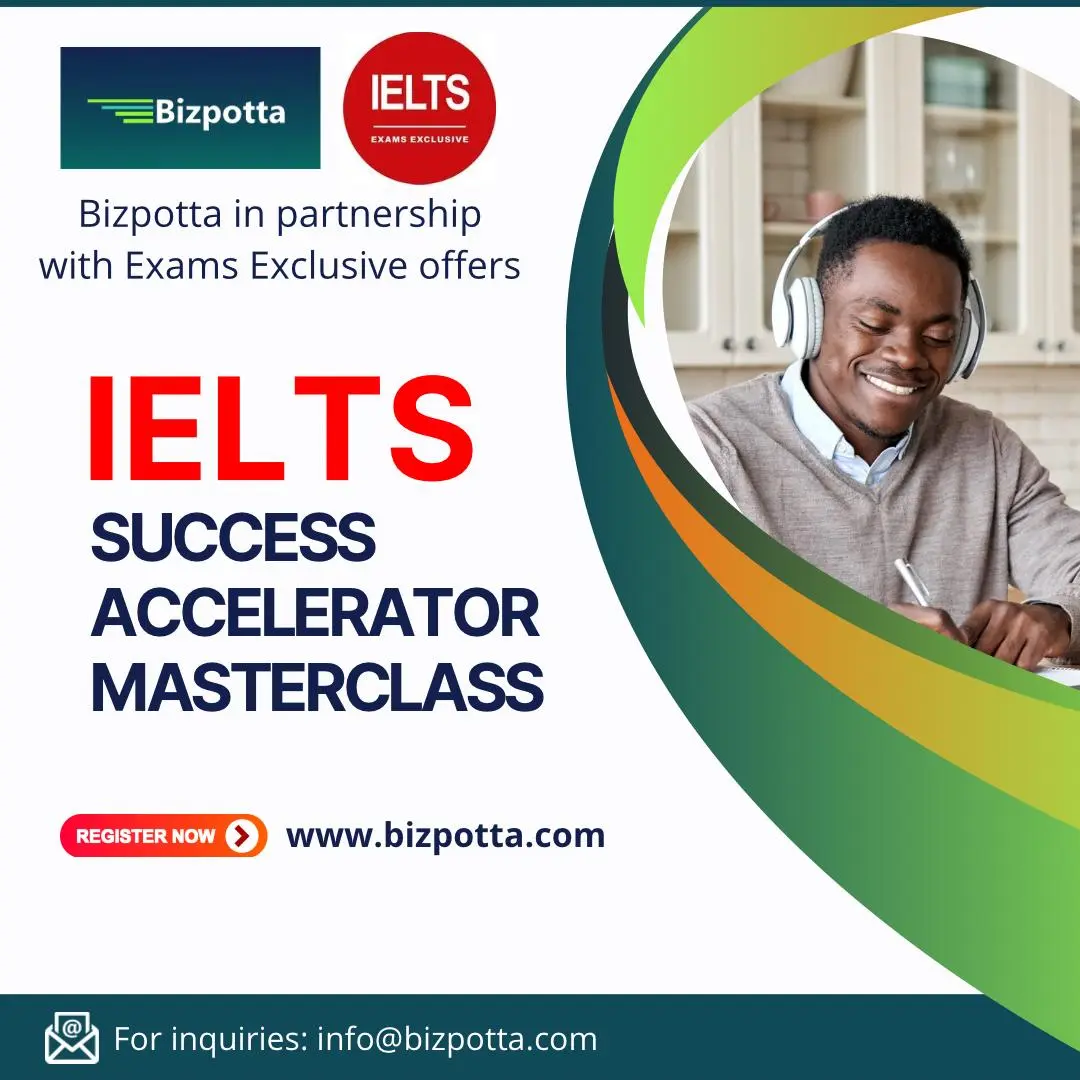 Bizpotta
IELTS
EXAMS EXCLUSIVE
Bizpotta in partnership
with Exams Exclusive offers
IELTS
SUCCESS
ACCELERATOR
MASTERCLASS
REGISTER NOW
www.bizpotta.com
@
For inquiries: info@bizpotta.com